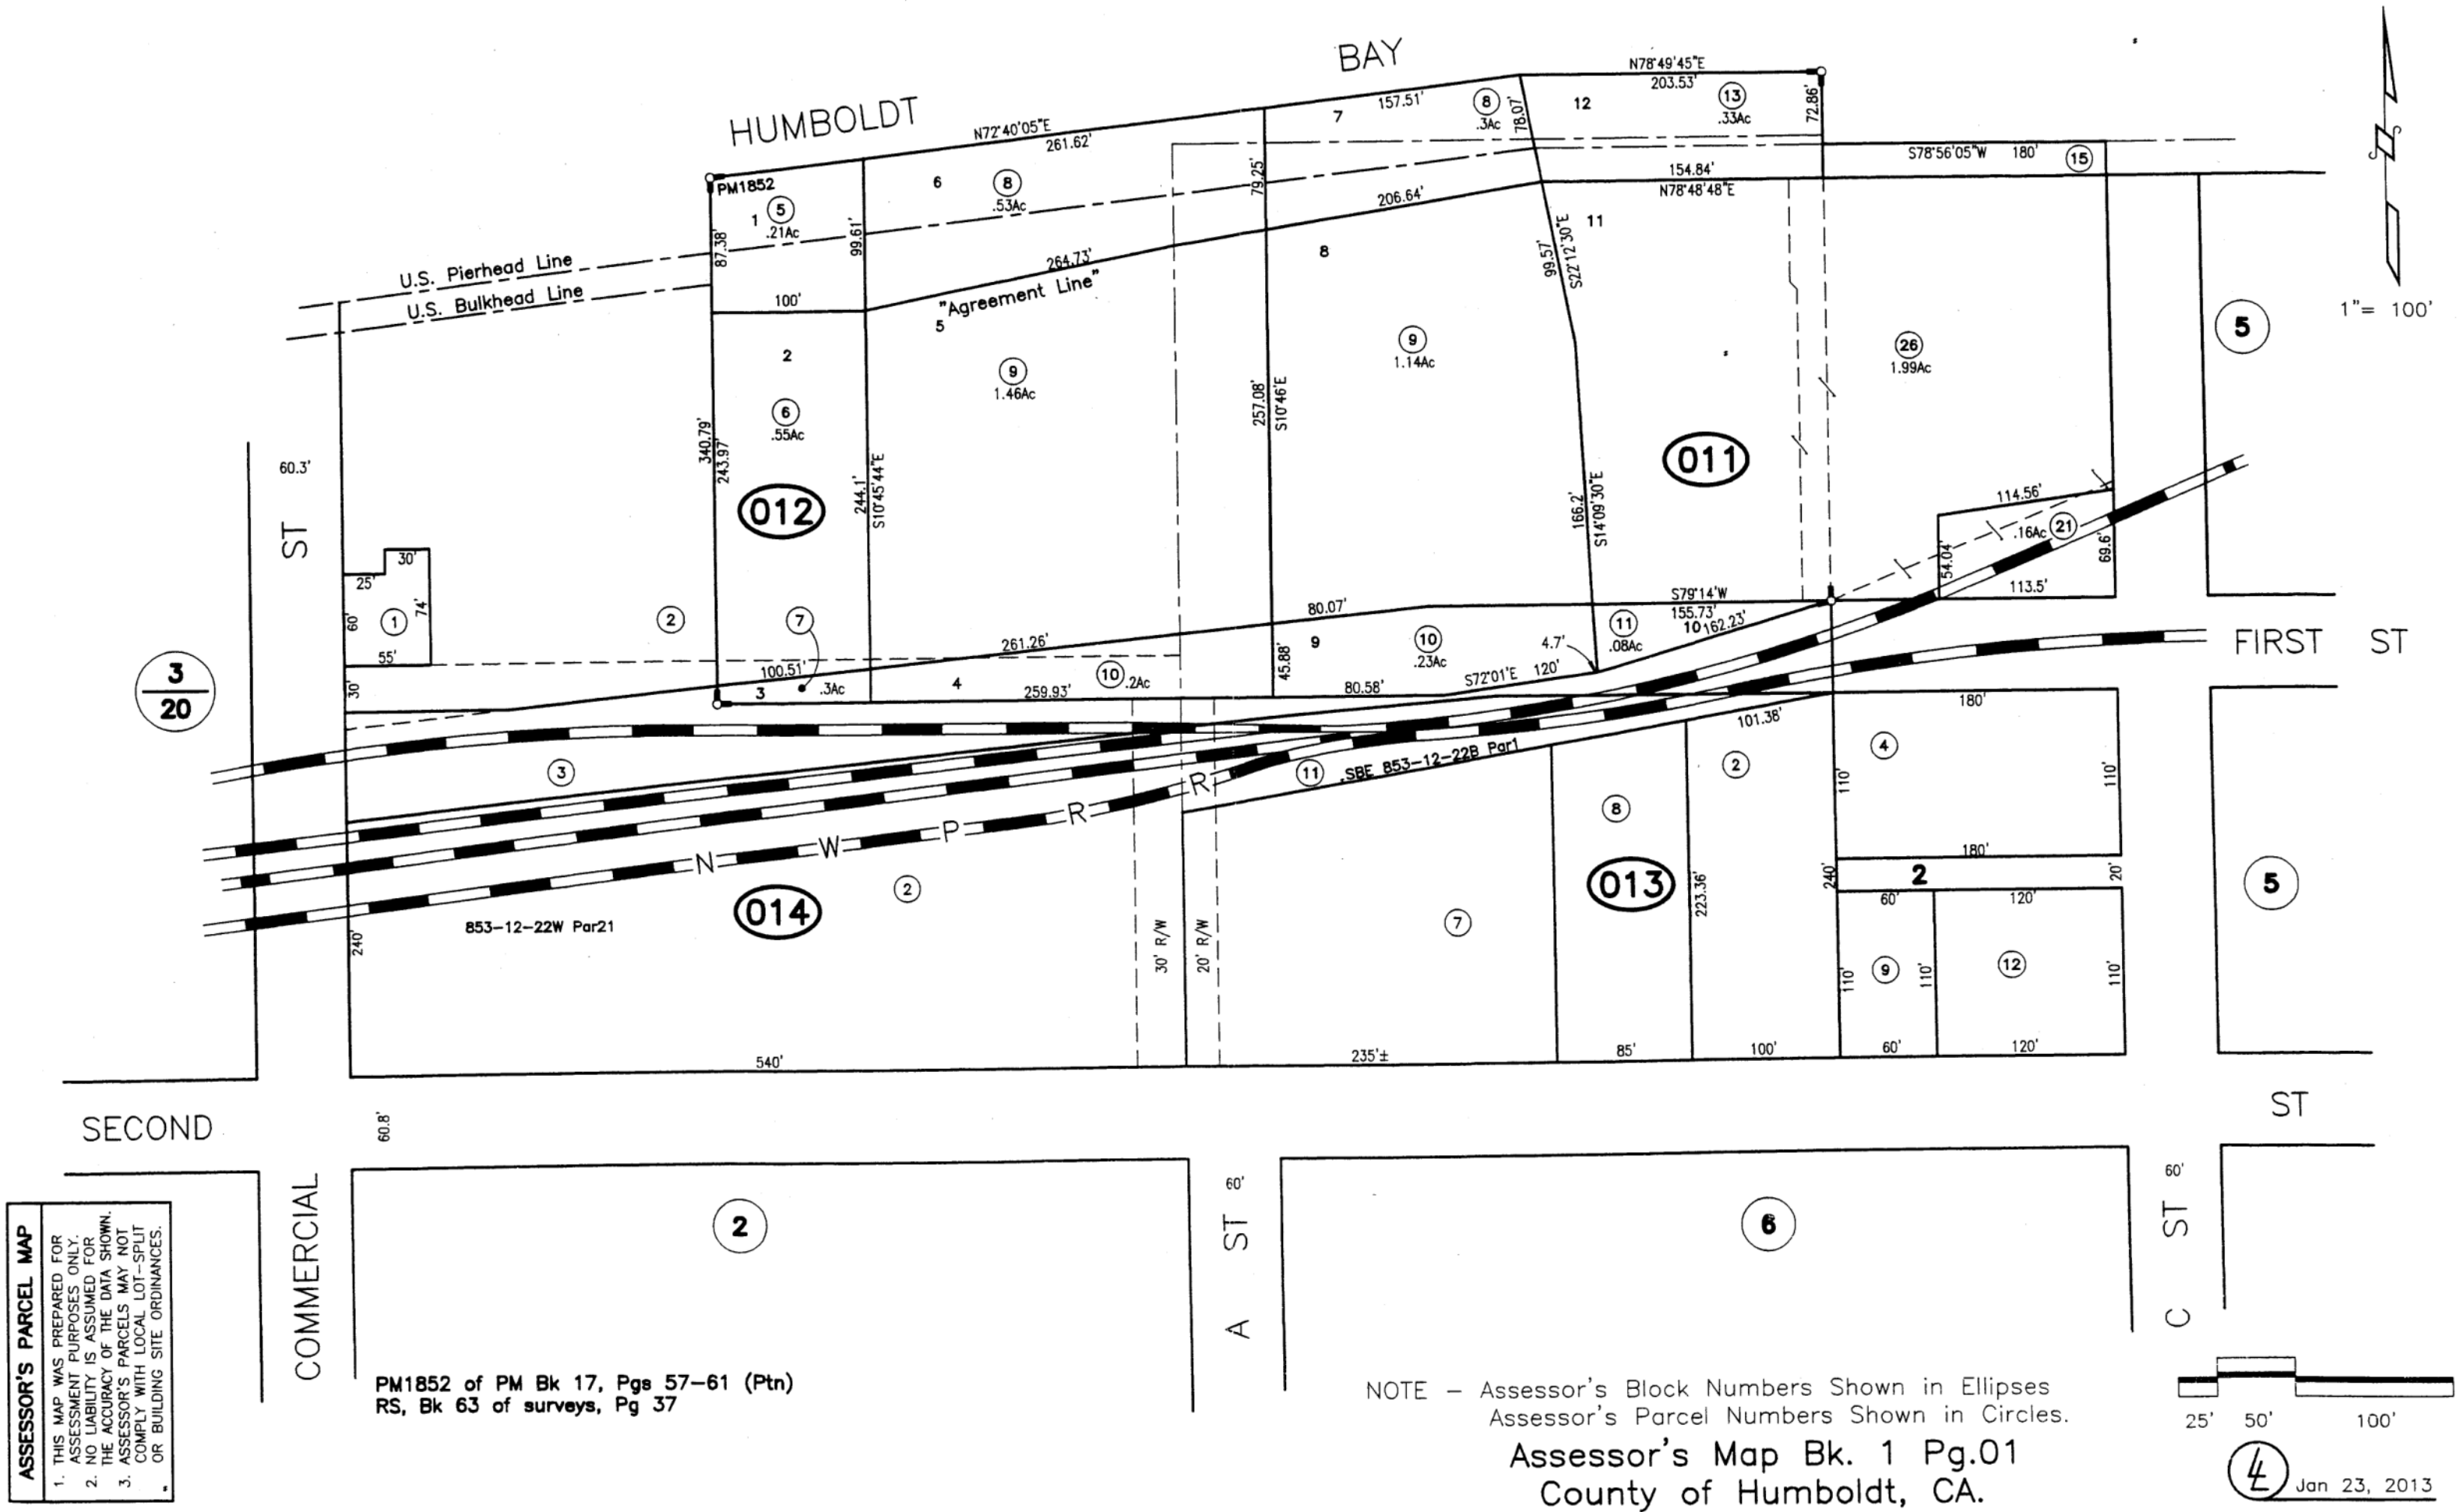 BAY
HUMBOLDT
N78°49'45"E
203.53'
13
.33Ac
72.86'
12
8
.3Ac
78.07'
157.51'
7
N72°40'05"E
261.62'
PM1852
1
5
.21Ac
87.38'
99.61'
6
8
.53Ac
79.25'
S78°56'05"W 180'
15
154.84'
N78°48'48"E
206.64'
11
8
264.73'
"Agreement Line"
5
100'
U.S. Pierhead Line
U.S. Bulkhead Line
99.57'
S22°12'30"E
1"= 100'
5
2
6
.55Ac
9
1.46Ac
9
1.14Ac
26
1.99Ac
340.79'
243.97'
244.1'
S10°45'44"E
257.08'
S10°46'E
166.2'
S14°09'30"E
011
012
60.3'
ST
114.56'
.16Ac
21
54.04'
69.6'
113.5'
30'
25'
60'
74'
1
55'
30'
2
7
100.51'
3
.3Ac
261.26'
4
10
.2Ac
259.93'
45.88'
80.07'
9
10
.23Ac
80.58'
S72°01'E 120'
4.7'
11
.08Ac
S79°14'W
155.73'
10
162.23'
FIRST ST
3
20
180'
101.38'
4
2
110'
110'
3
11
SBE 853-12-22B Par1
8
N W P R R
180'
2
20'
240'
013
223.36'
014
2
853-12-22W Par21
240'
30' R/W
20' R/W
7
60'
120'
110'
9
110'
12
110'
5
540'
235'±
85'
100'
60'
120'
SECOND
ST
60.8'
60'
60'
COMMERCIAL
2
A ST
6
C ST
ASSESSOR'S PARCEL MAP
1. THIS MAP WAS PREPARED FOR
ASSESSMENT PURPOSES ONLY.
2. NO LIABILITY IS ASSUMED FOR
THE ACCURACY OF THE DATA SHOWN.
3. ASSESSOR'S PARCELS MAY NOT
COMPLY WITH LOCAL LOT-SPLIT
OR BUILDING SITE ORDINANCES.
PM1852 of PM Bk 17, Pgs 57-61 (Ptn)
RS, Bk 63 of surveys, Pg 37
NOTE - Assessor's Block Numbers Shown in Ellipses
Assessor's Parcel Numbers Shown in Circles.
Assessor's Map Bk. 1 Pg.01
County of Humboldt, CA.
25' 50' 100'
Jan 23, 2013